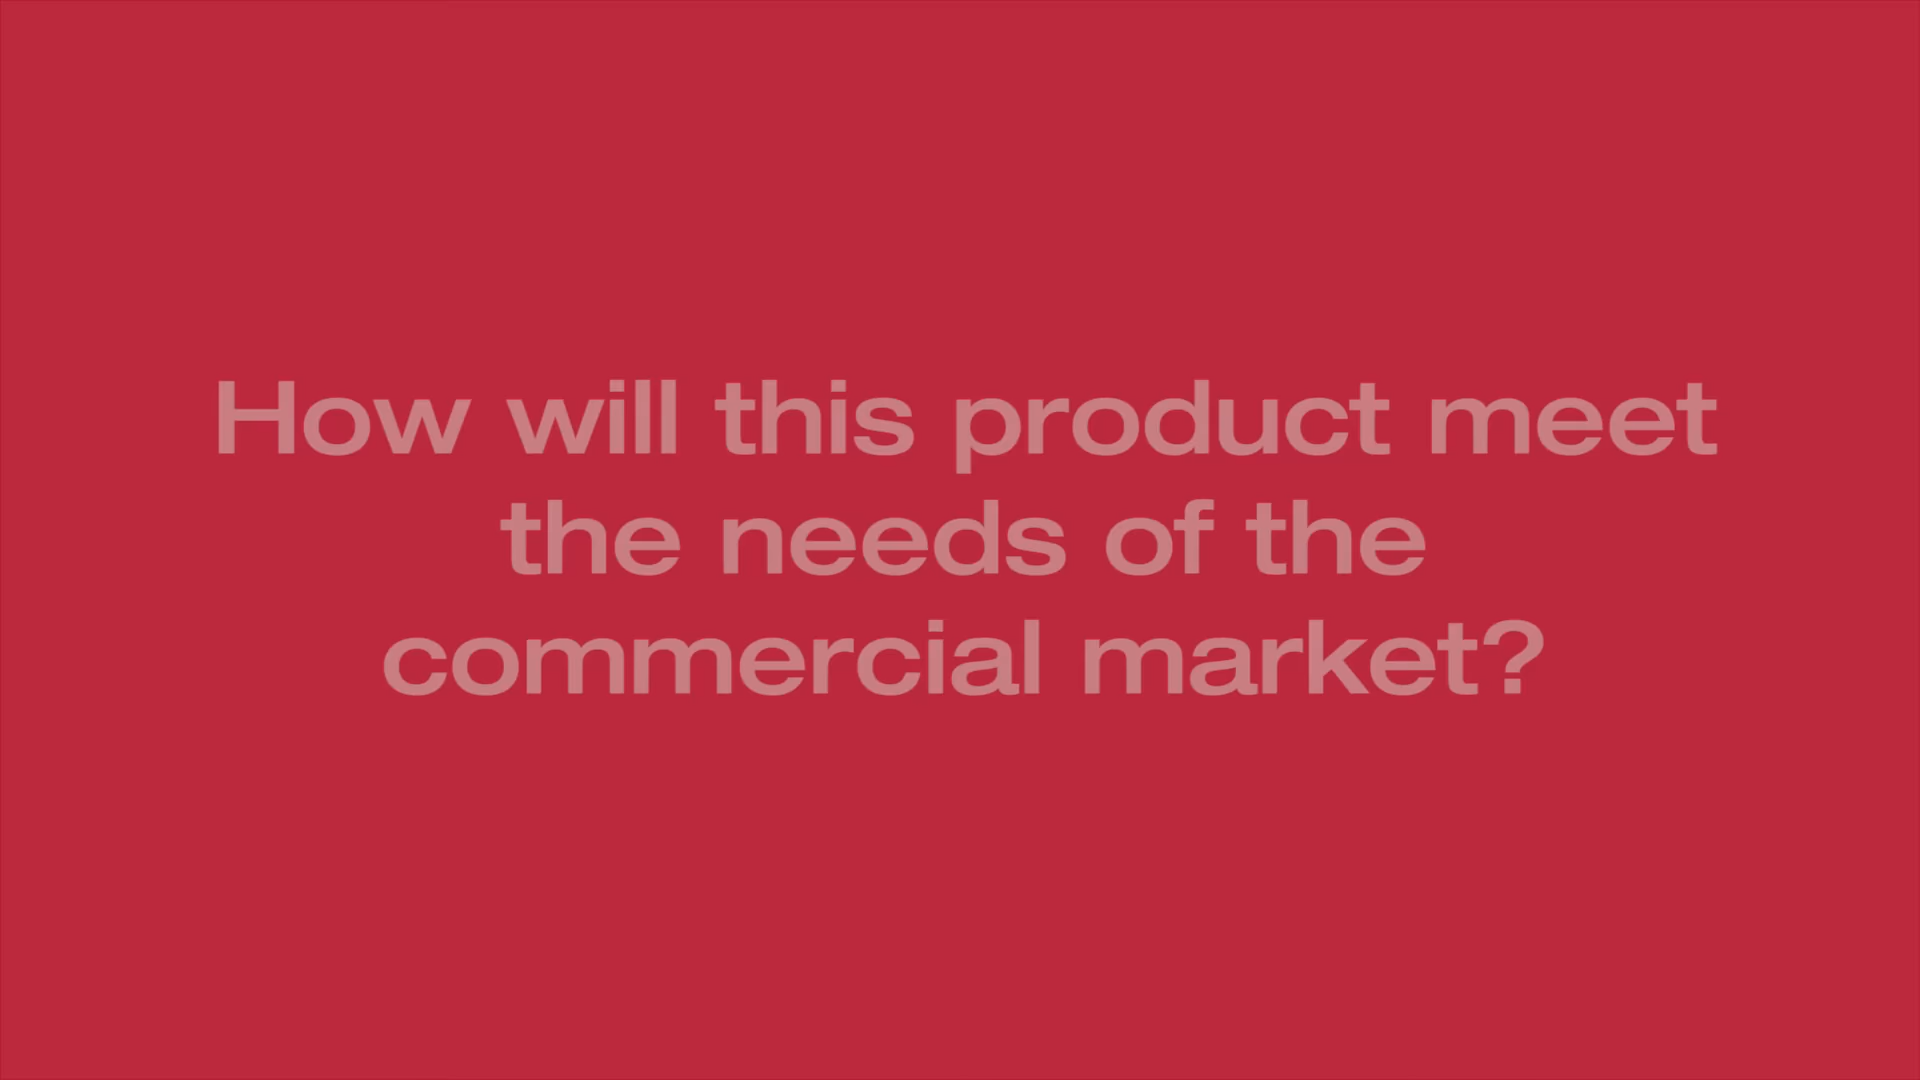 How will this product meet
the needs of the
commercial market?